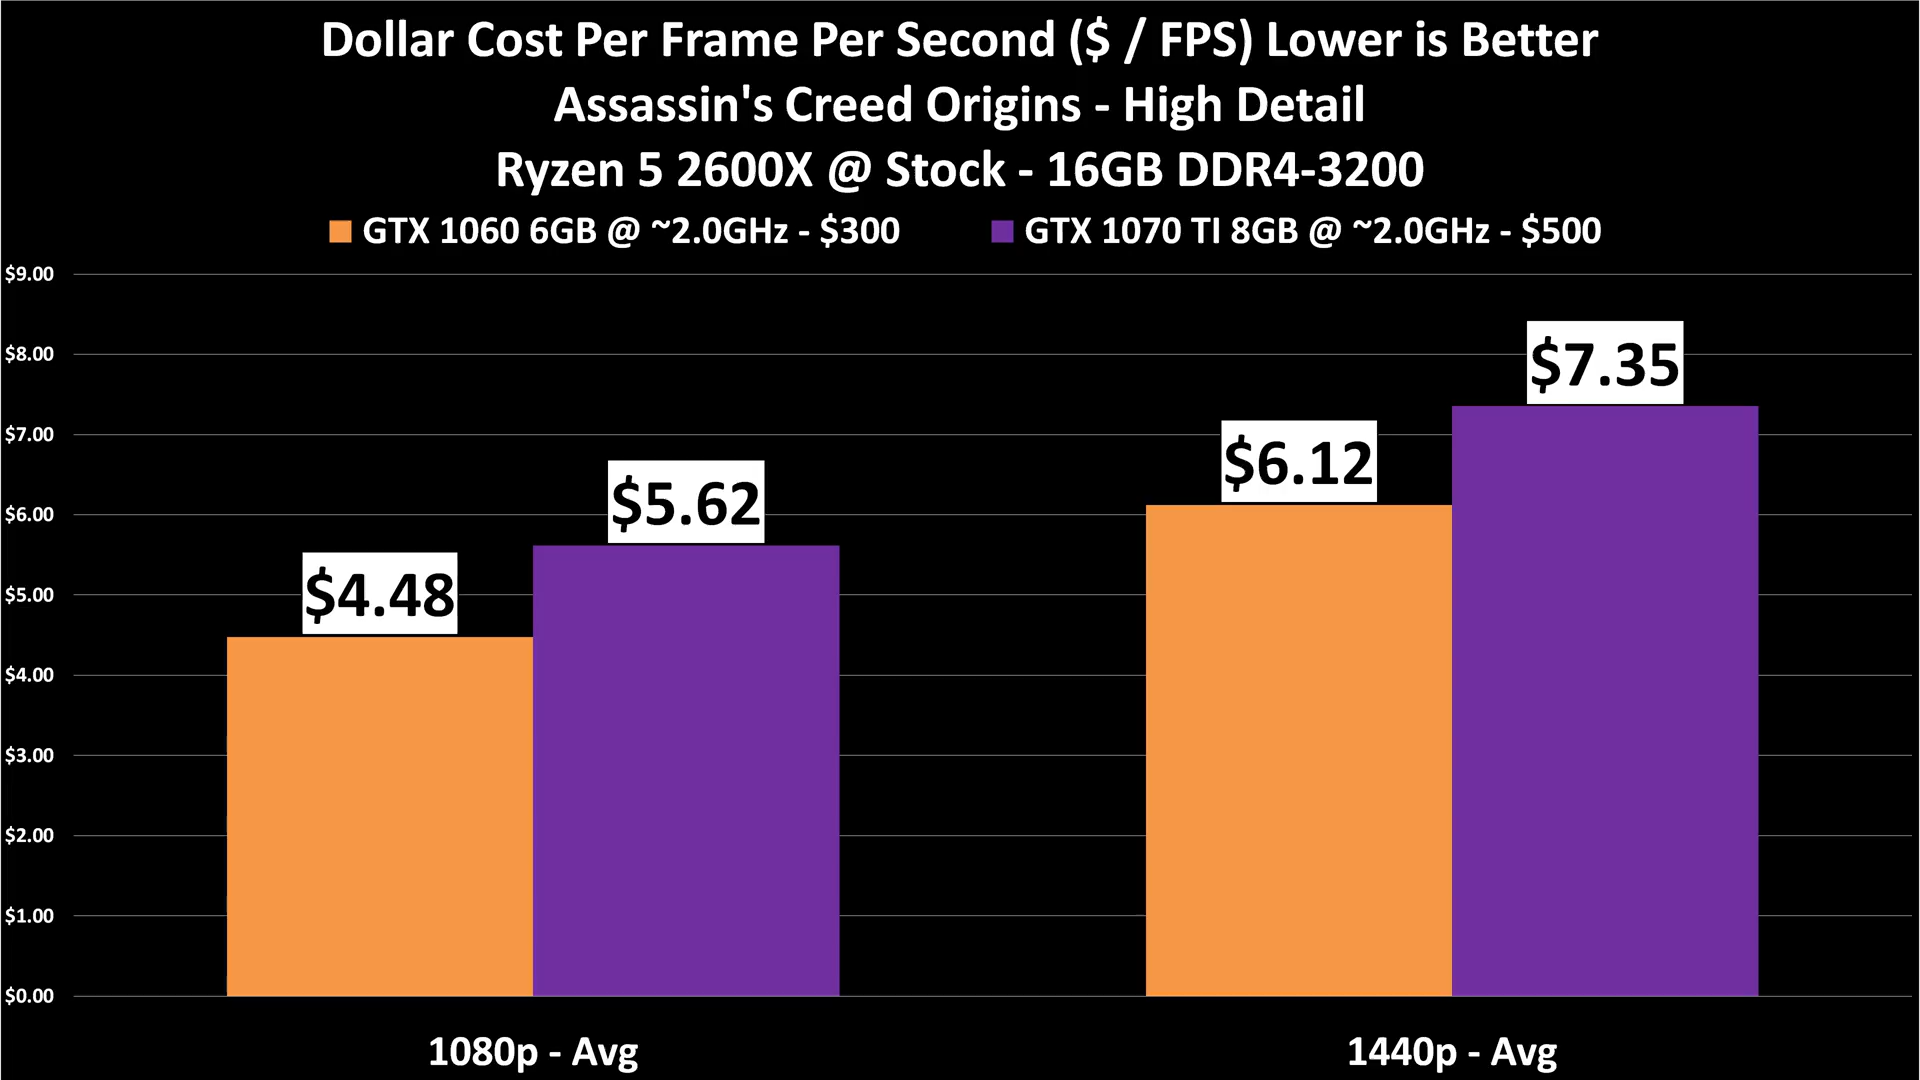 Dollar Cost Per Frame Per Second ($ / FPS) Lower is Better
Assassin's Creed Origins - High Detail
Ryzen 5 2600X @ Stock - 16GB DDR4-3200
GTX 1060 6GB @ ~2.0GHz - $300
GTX 1070 TI 8GB @ ~2.0GHz - $500
$9.00
$8.00
$7.00
$6.00
$5.00
$4.00
$3.00
$2.00
$1.00
$0.00
$4.48
$5.62
$6.12
$7.35
1080p - Avg
1440p - Avg